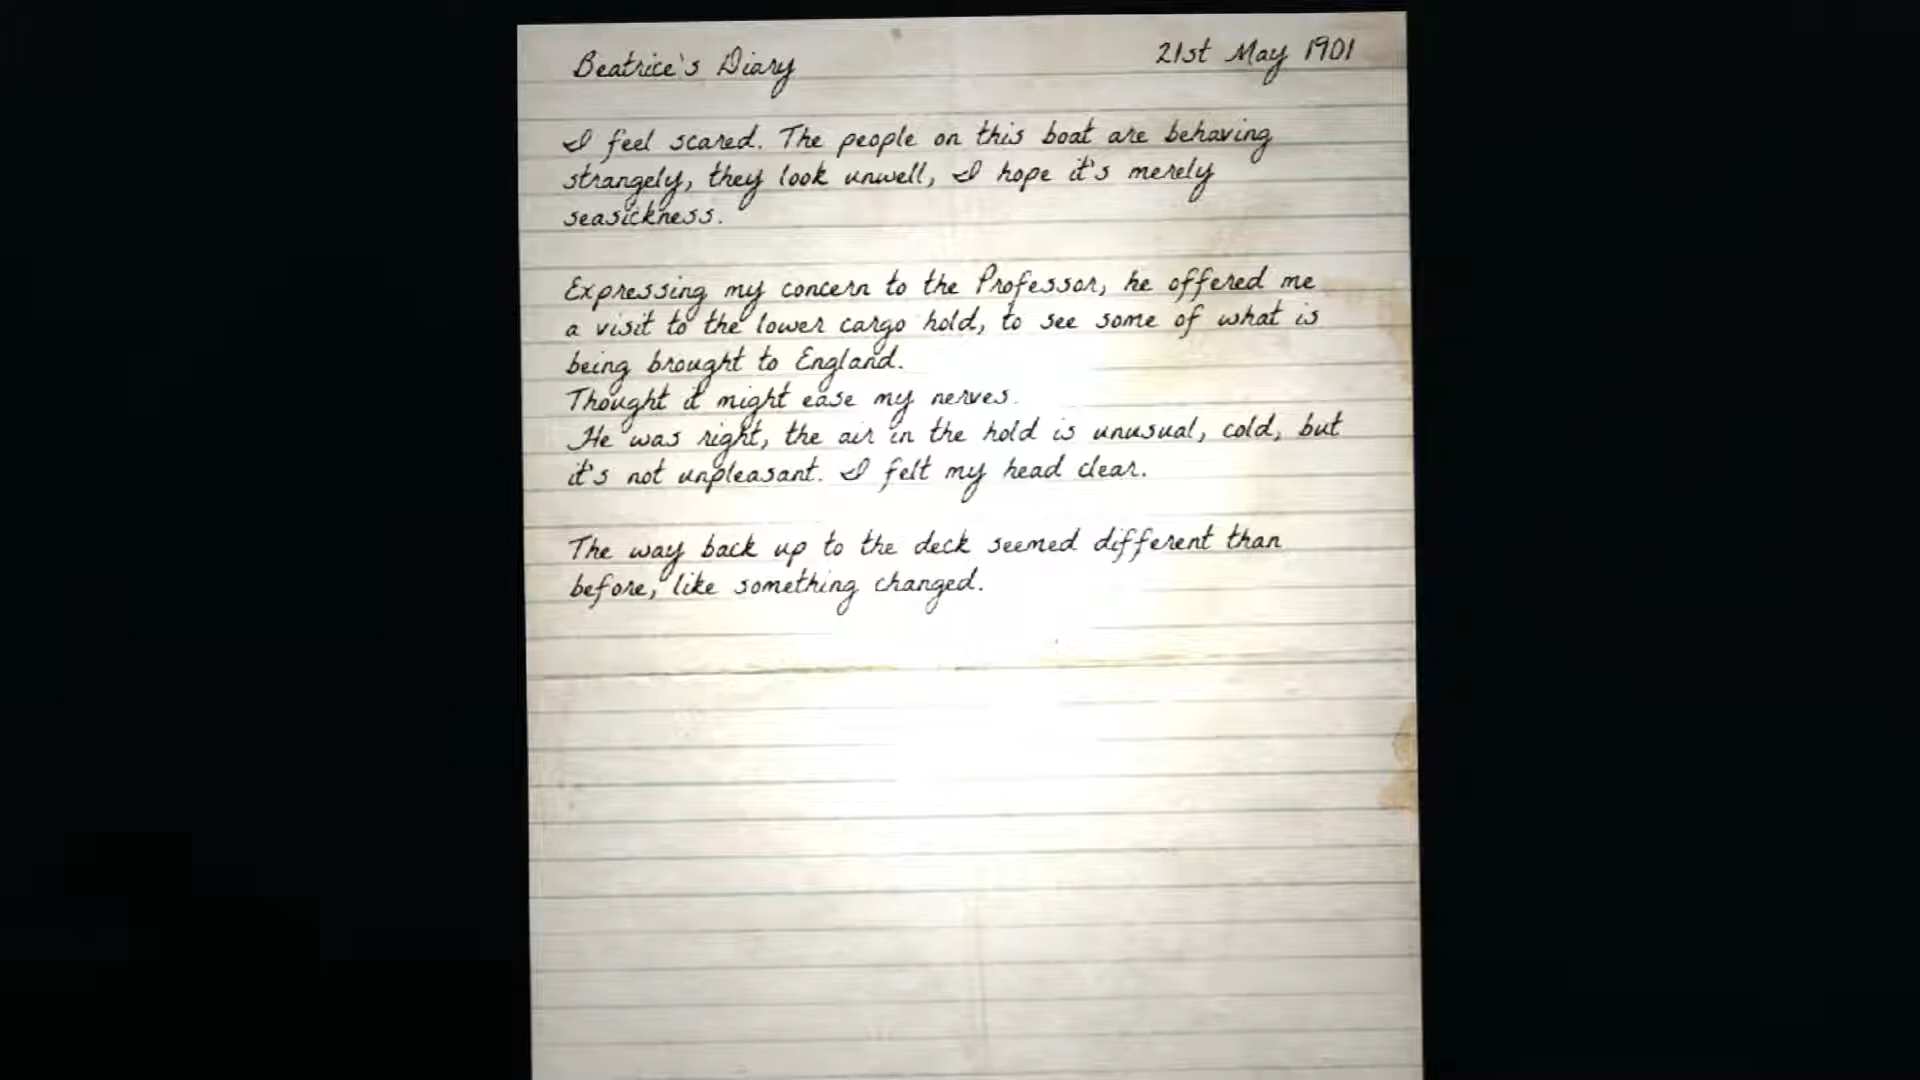 Beatrice's Diary 21st May 1901
I feel scared. The people on this boat are behaving
strangely, they look unwell, I hope it's merely
seasickness.
Expressing my concern to the Professor, he offered me
a visit to the lower cargo hold, to see some of what is
being brought to England.
Thought it might ease my nerves.
He was right, the air in the hold is unusual, cold, but
it's not unpleasant. I felt my head clear.
The way back up to the deck seemed different than
before, like something changed.